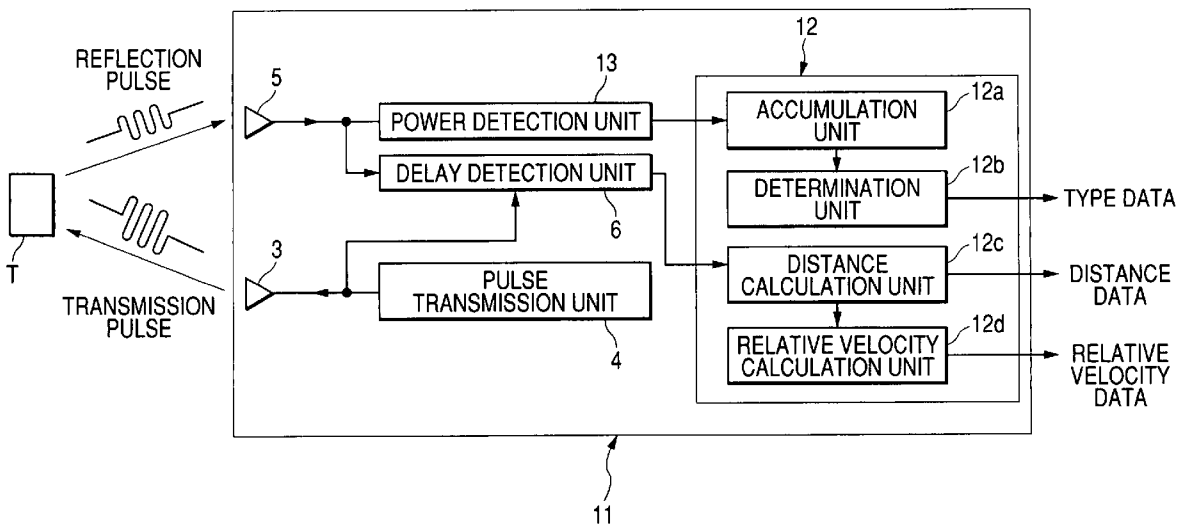 12
REFLECTION
PULSE
5
13
12a
POWER DETECTION UNIT
ACCUMULATION
UNIT
DELAY DETECTION UNIT
12b
DETERMINATION
UNIT
TYPE DATA
6
T
3
12c
TRANSMISSION
PULSE
PULSE
TRANSMISSION UNIT
DISTANCE
CALCULATION UNIT
DISTANCE
DATA
4
12d
RELATIVE VELOCITY
CALCULATION UNIT
RELATIVE
VELOCITY
DATA
11